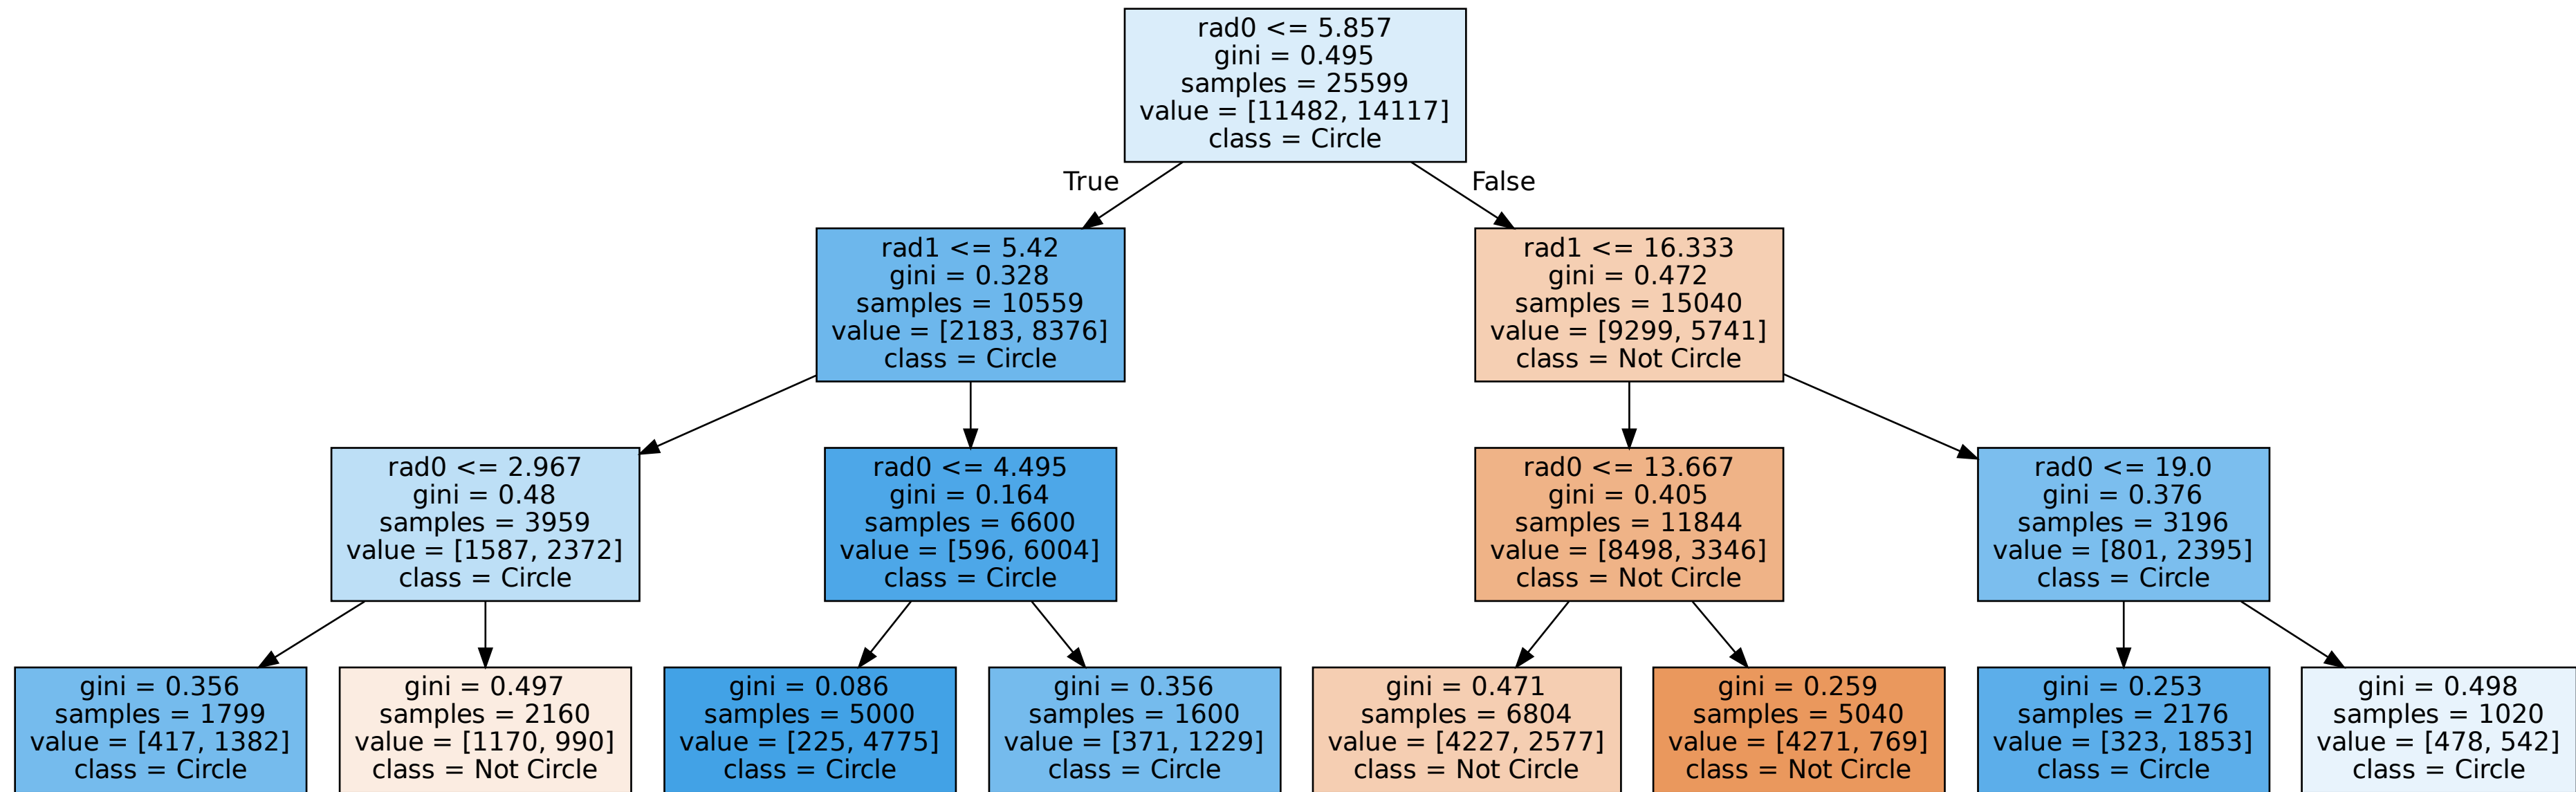 rad0 <= 5.857
gini = 0.495
samples = 25599
value = [11482, 14117]
class = Circle
True
False
rad1 <= 5.42
gini = 0.328
samples = 10559
value = [2183, 8376]
class = Circle
rad1 <= 16.333
gini = 0.472
samples = 15040
value = [9299, 5741]
class = Not Circle
rad0 <= 2.967
gini = 0.48
samples = 3959
value = [1587, 2372]
class = Circle
rad0 <= 4.495
gini = 0.164
samples = 6600
value = [596, 6004]
class = Circle
rad0 <= 13.667
gini = 0.405
samples = 11844
value = [8498, 3346]
class = Not Circle
rad0 <= 19.0
gini = 0.376
samples = 3196
value = [801, 2395]
class = Circle
gini = 0.356
samples = 1799
value = [417, 1382]
class = Circle
gini = 0.497
samples = 2160
value = [1170, 990]
class = Not Circle
gini = 0.086
samples = 5000
value = [225, 4775]
class = Circle
gini = 0.356
samples = 1600
value = [371, 1229]
class = Circle
gini = 0.471
samples = 6804
value = [4227, 2577]
class = Not Circle
gini = 0.259
samples = 5040
value = [4271, 769]
class = Not Circle
gini = 0.253
samples = 2176
value = [323, 1853]
class = Circle
gini = 0.498
samples = 1020
value = [478, 542]
class = Circle